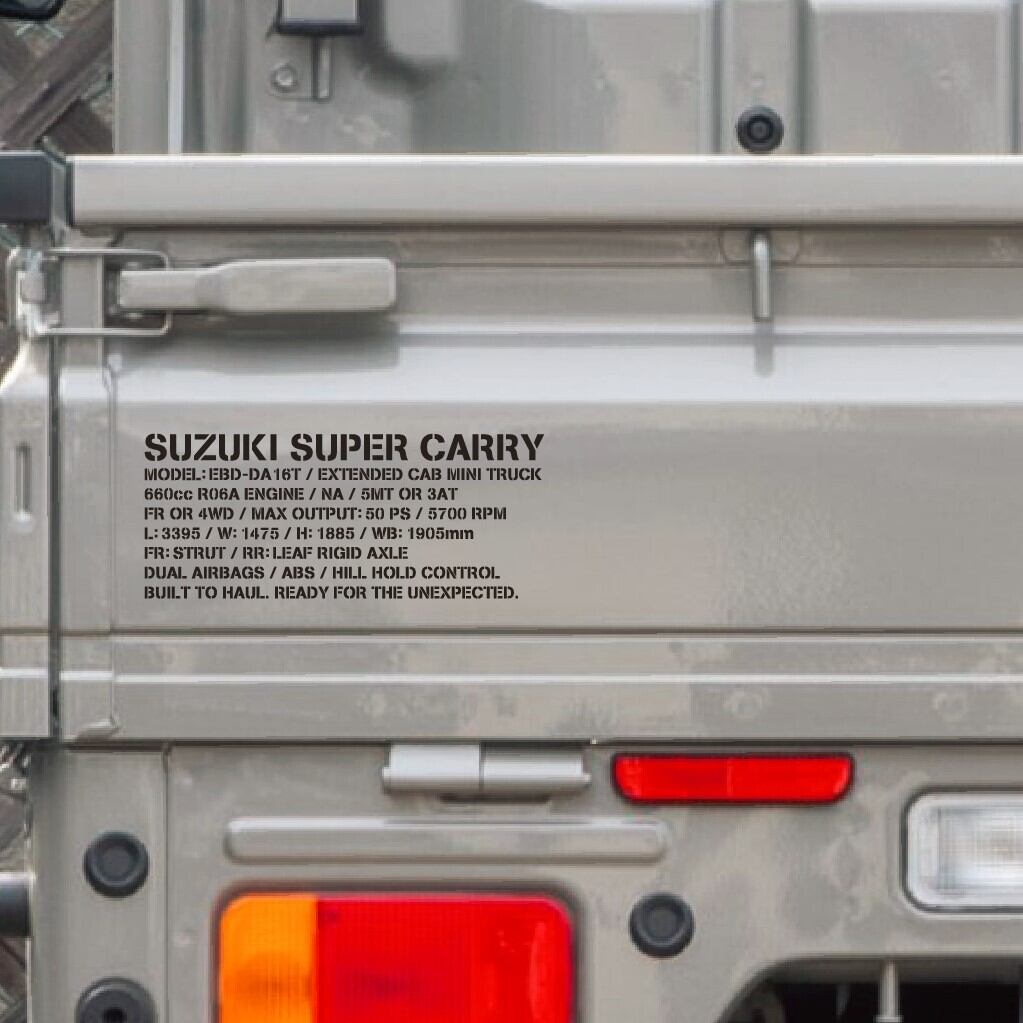 SUZUKI SUPER CARRY
MODEL: EBD-DA16T / EXTENDED CAB MINI TRUCK
660cc R06A ENGINE / NA / 5MT OR 3AT
FR OR 4WD / MAX OUTPUT: 50 PS / 5700 RPM
L: 3395 / W: 1475 / H: 1885 / WB: 1905mm
FR: STRUT / RR: LEAF RIGID AXLE
DUAL AIRBAGS / ABS / HILL HOLD CONTROL
BUILT TO HAUL. READY FOR THE UNEXPECTED.